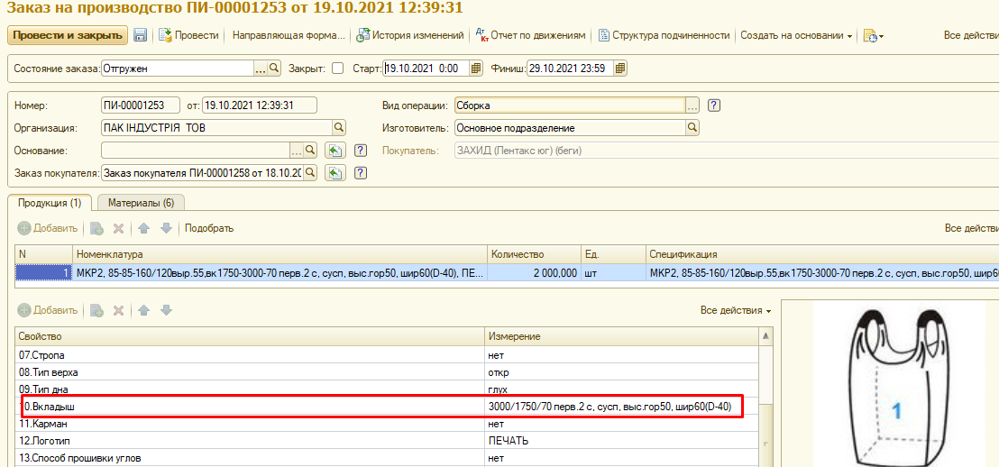 Заказ на производство ПИ-00001253 от 19.10.2021 12:39:31
Провести и закрыть Провести Направляющая форма... История изменений Дт Кт Отчет по движениям Структура подчиненности Создать на основании Все действи
Состояние заказа: Отгружен ... Закрыт: Старт: 19.10.2021 0:00 Финиш: 29.10.2021 23:59
Номер: ПИ-00001253 от: 19.10.2021 12:39:31 Вид операции: Сборка ... ?
Организация: ПАК ІНДУСТРІЯ ТОВ Изготовитель: Основное подразделение
Основание: ... ? Покупатель: ЗАХИД (Пентакс юг) (беги)
Заказ покупателя: Заказ покупателя ПИ-00001258 от 18.10.20 ?
Продукция (1) Материалы (6)
Добавить Подобрать Все действи
N Номенклатура Количество Ед. Спецификация
1 МКР2, 85-85-160/120выр.55,вк1750-3000-70 перв.2 с, сусп, выс.гор50, шир60(D-40), ПЕ... 2 000,000 шт МКР2, 85-85-160/120выр.55,вк1750-3000-70 перв.2 с, сусп, выс.гор50, шир60
Добавить Все действия
Свойство Измерение
07.Стропа нет
08.Тип верха откр
09.Тип дна глух
10.Вкладыш 3000/1750/70 перв.2 с, сусп, выс.гор50, шир60(D-40)
11.Карман нет
12.Логотип ПЕЧАТЬ
13.Способ прошивки углов нет
1